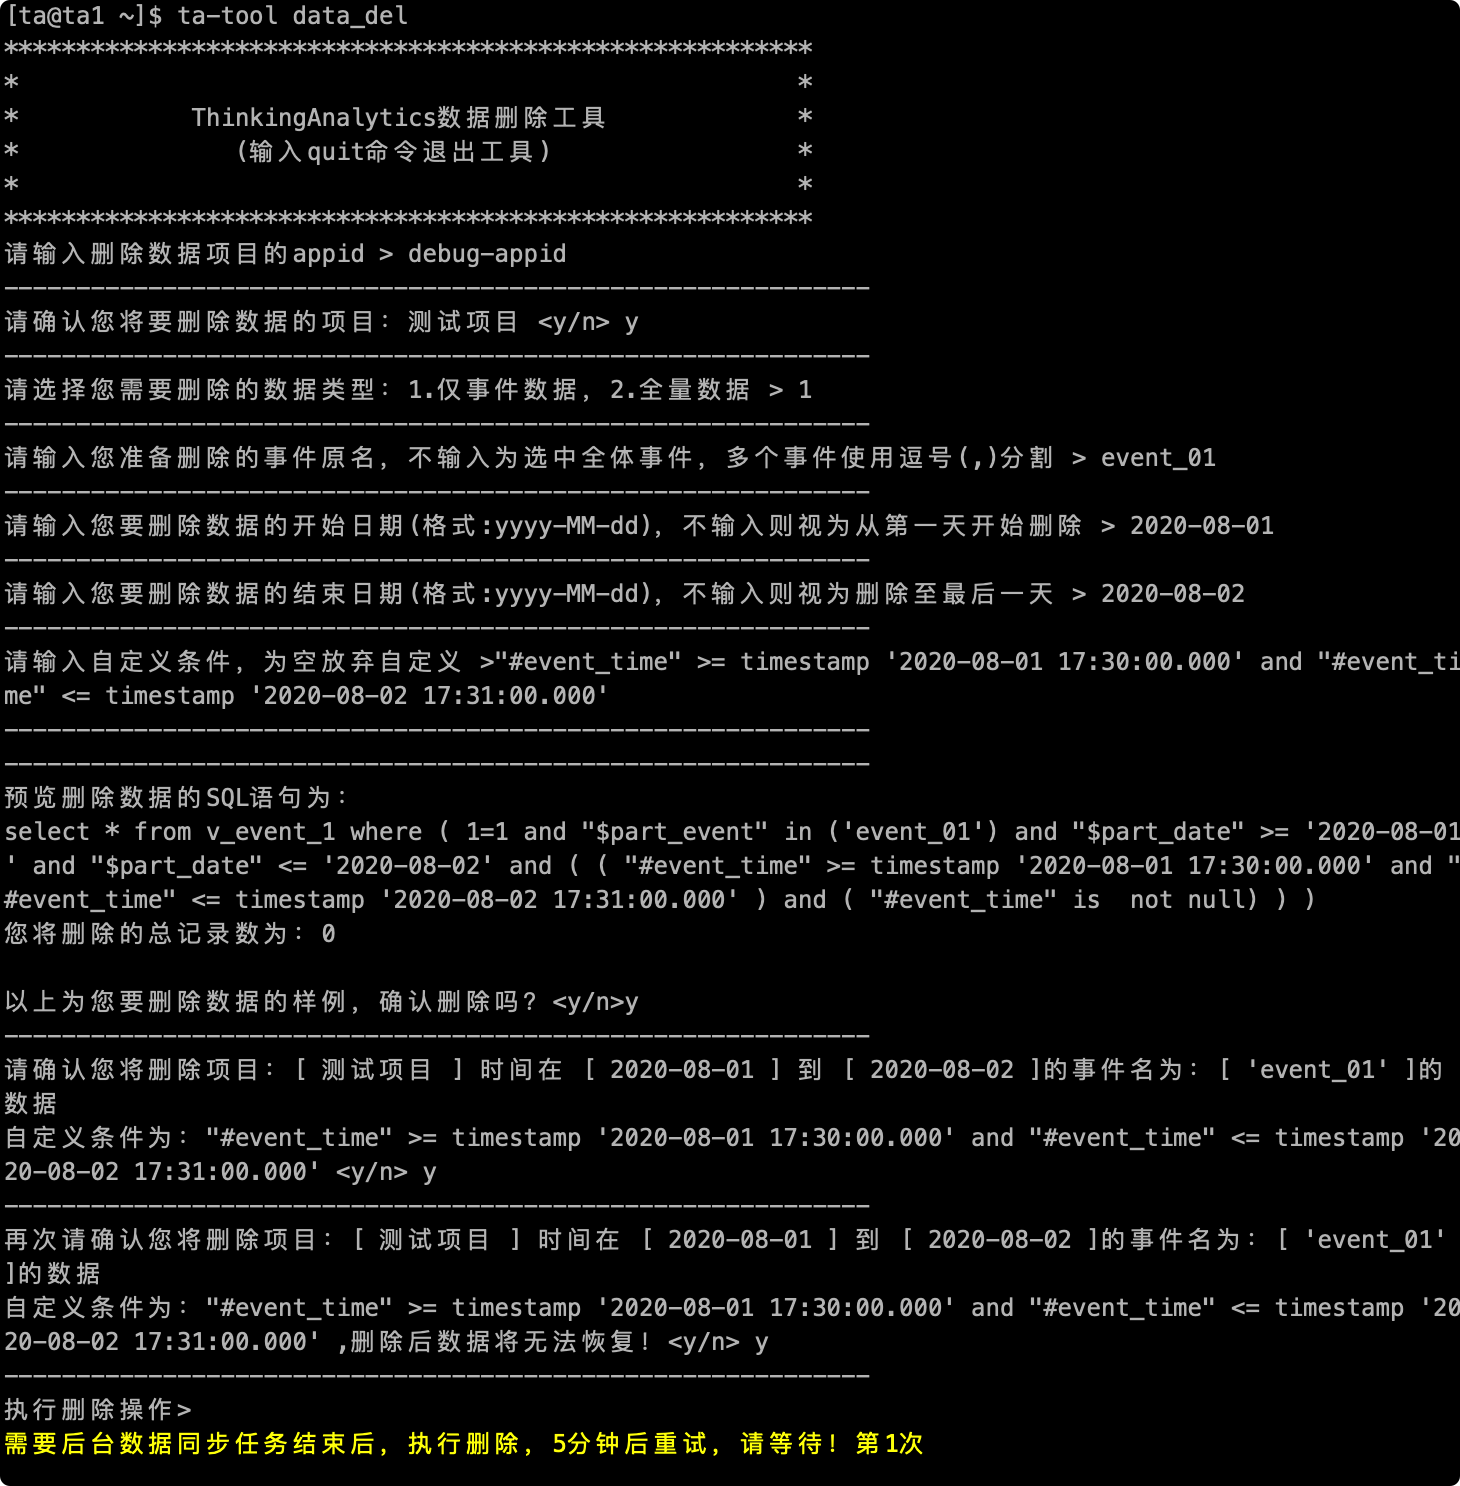 [ta@ta1 ~]$ ta-tool data_del
********************************************************
*                                                      *
*            ThinkingAnalytics数据删除工具             *
*               (输入quit命令退出工具)                 *
*                                                      *
********************************************************
请输入删除数据项目的appid > debug-appid
------------------------------------------------------------
请确认您将要删除数据的项目：测试项目 <y/n> y
------------------------------------------------------------
请选择您需要删除的数据类型：1.仅事件数据，2.全量数据 > 1
------------------------------------------------------------
请输入您准备删除的事件原名，不输入为选中全体事件，多个事件使用逗号(,)分割 > event_01
------------------------------------------------------------
请输入您要删除数据的开始日期(格式:yyyy-MM-dd)，不输入则视为从第一天开始删除 > 2020-08-01
------------------------------------------------------------
请输入您要删除数据的结束日期(格式:yyyy-MM-dd)，不输入则视为删除至最后一天 > 2020-08-02
------------------------------------------------------------
请输入自定义条件，为空放弃自定义 >"#event_time" >= timestamp '2020-08-01 17:30:00.000' and "#event_ti
me" <= timestamp '2020-08-02 17:31:00.000'
------------------------------------------------------------
------------------------------------------------------------
预览删除数据的SQL语句为：
select * from v_event_1 where ( 1=1 and "$part_event" in ('event_01') and "$part_date" >= '2020-08-01
' and "$part_date" <= '2020-08-02' and ( ( "#event_time" >= timestamp '2020-08-01 17:30:00.000' and "
#event_time" <= timestamp '2020-08-02 17:31:00.000' ) and ( "#event_time" is  not null) ) )
您将删除的总记录数为：0
以上为您要删除数据的样例，确认删除吗？<y/n>y
------------------------------------------------------------
请确认您将删除项目：[ 测试项目 ] 时间在 [ 2020-08-01 ] 到 [ 2020-08-02 ]的事件名为：[ 'event_01' ]的
数据
自定义条件为："#event_time" >= timestamp '2020-08-01 17:30:00.000' and "#event_time" <= timestamp '20
20-08-02 17:31:00.000' <y/n> y
------------------------------------------------------------
再次请确认您将删除项目：[ 测试项目 ] 时间在 [ 2020-08-01 ] 到 [ 2020-08-02 ]的事件名为：[ 'event_01'
]的数据
自定义条件为："#event_time" >= timestamp '2020-08-01 17:30:00.000' and "#event_time" <= timestamp '20
20-08-02 17:31:00.000' ,删除后数据将无法恢复！<y/n> y
------------------------------------------------------------
执行删除操作>
需要后台数据同步任务结束后，执行删除，5分钟后重试，请等待！第1次